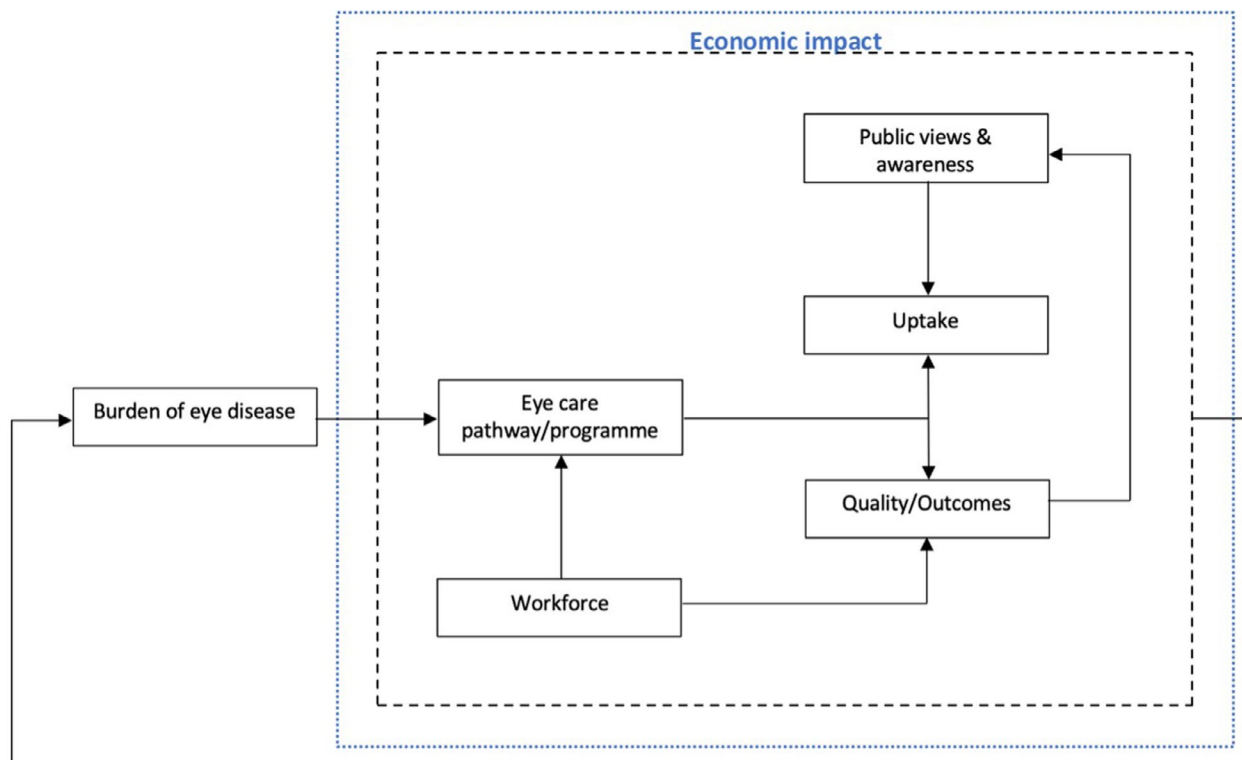 Economic impact
Public views &
awareness
Uptake
Burden of eye disease
Eye care
pathway/programme
Quality/Outcomes
Workforce